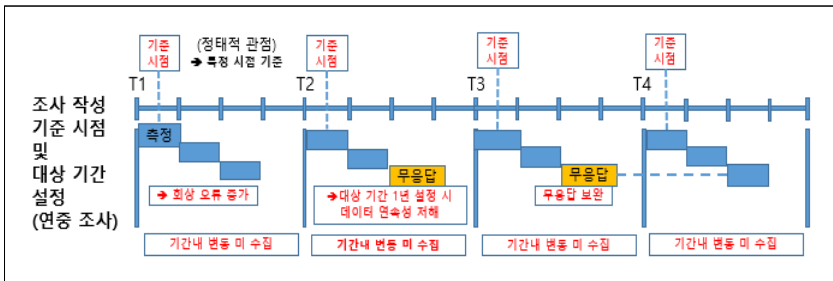 기준
시점
(정태적 관점)
➔ 특정 시점 기준
기준
시점
기준
시점
기준
시점
T1
T2
T3
T4
조사 작성
기준 시점
및
대상 기간
설정
(연중 조사)
측정
무응답
무응답
➔ 회상 오류 증가
➔대상 기간 1년 설정 시
데이터 연속성 저해
무응답 보완
기간내 변동 미 수집
기간내 변동 미 수집
기간내 변동 미 수집
기간내 변동 미 수집